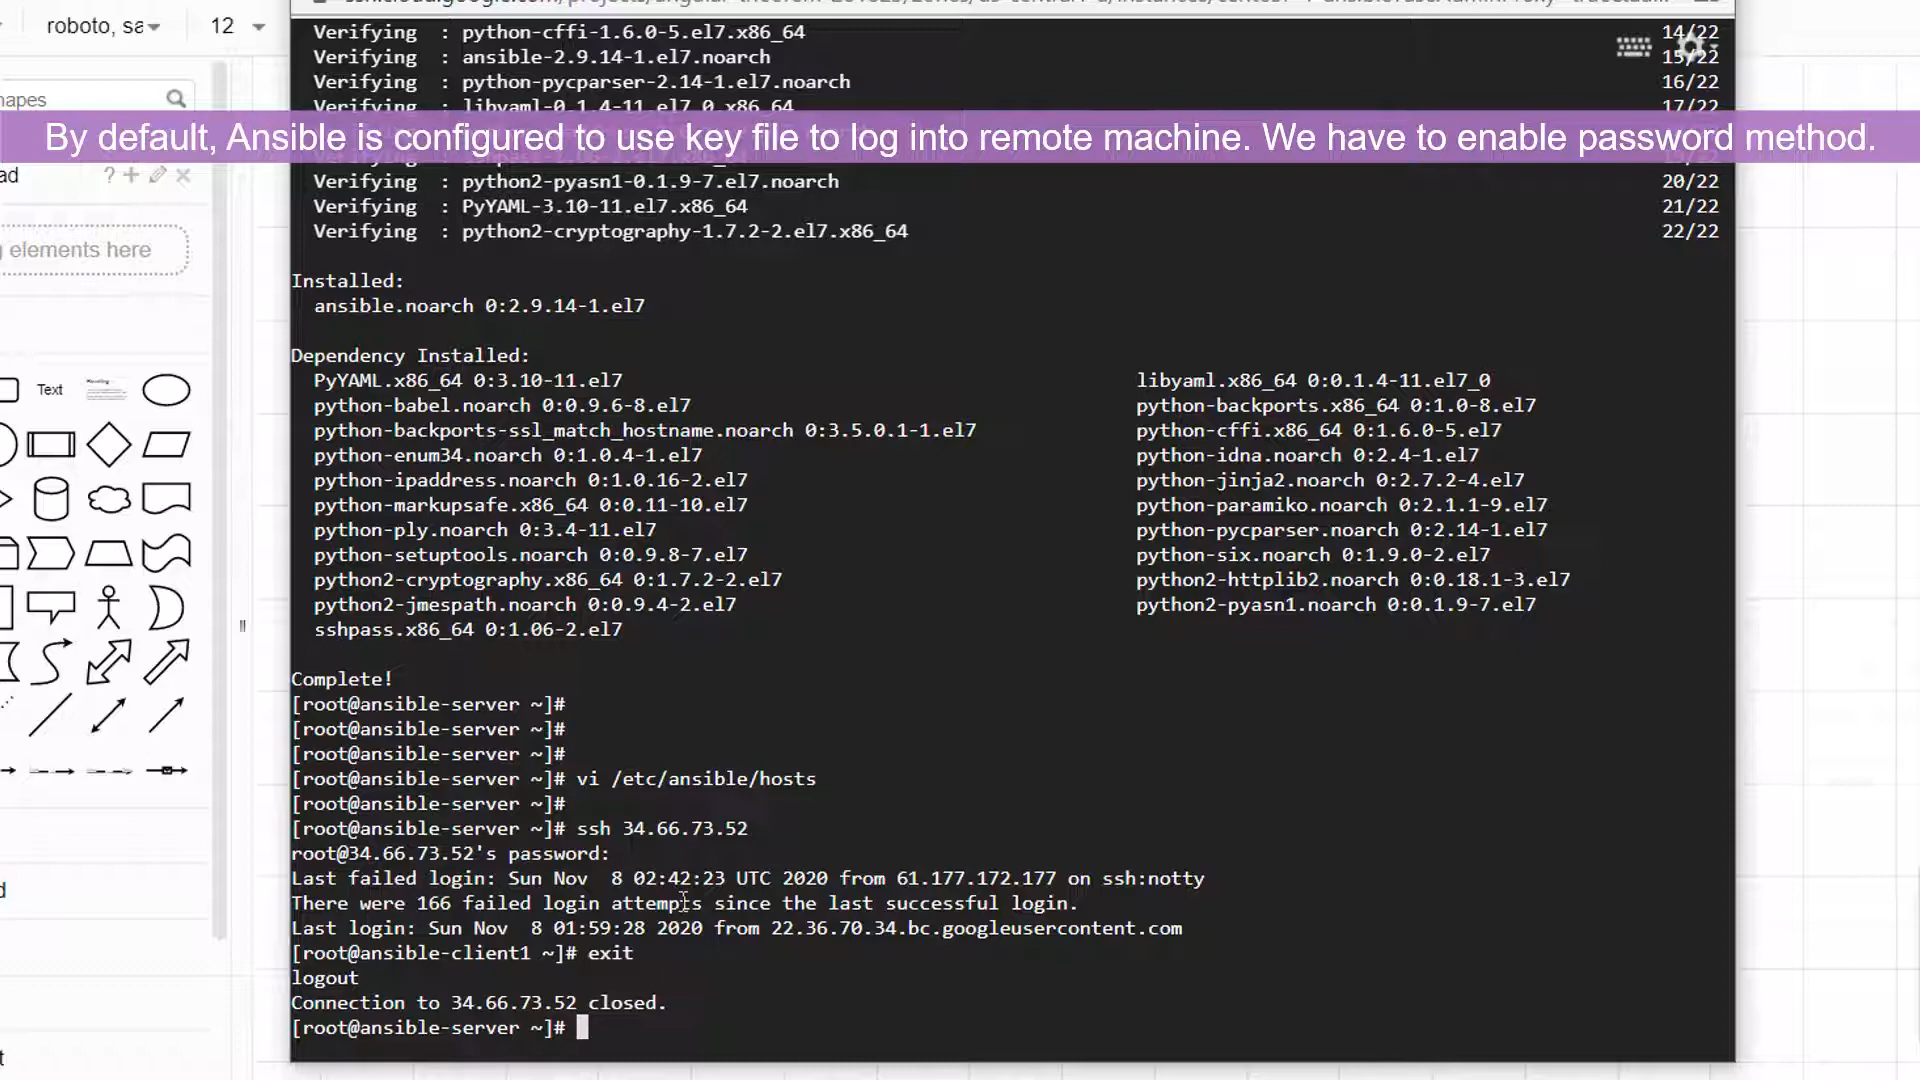 roboto, sa 12
Verifying : python-cffi-1.6.0-5.el7.x86_64 14/22
Verifying : ansible-2.9.14-1.el7.noarch 15/22
Verifying : python-pycparser-2.14-1.el7.noarch 16/22
Verifying : libyaml-0.1.4-11.el7_0.x86_64 17/22
By default, Ansible is configured to use key file to log into remote machine. We have to enable password method.
Verifying : python2-pyasn1-0.1.9-7.el7.noarch 20/22
Verifying : PyYAML-3.10-11.el7.x86_64 21/22
Verifying : python2-cryptography-1.7.2-2.el7.x86_64 22/22
Installed:
ansible.noarch 0:2.9.14-1.el7
Dependency Installed:
PyYAML.x86_64 0:3.10-11.el7 libyaml.x86_64 0:0.1.4-11.el7_0
python-babel.noarch 0:0.9.6-8.el7 python-backports.x86_64 0:1.0-8.el7
python-backports-ssl_match_hostname.noarch 0:3.5.0.1-1.el7 python-cffi.x86_64 0:1.6.0-5.el7
python-enum34.noarch 0:1.0.4-1.el7 python-idna.noarch 0:2.4-1.el7
python-ipaddress.noarch 0:1.0.16-2.el7 python-jinja2.noarch 0:2.7.2-4.el7
python-markupsafe.x86_64 0:0.11-10.el7 python-paramiko.noarch 0:2.1.1-9.el7
python-ply.noarch 0:3.4-11.el7 python-pycparser.noarch 0:2.14-1.el7
python-setuptools.noarch 0:0.9.8-7.el7 python-six.noarch 0:1.9.0-2.el7
python2-cryptography.x86_64 0:1.7.2-2.el7 python2-httplib2.noarch 0:0.18.1-3.el7
python2-jmespath.noarch 0:0.9.4-2.el7 python2-pyasn1.noarch 0:0.1.9-7.el7
sshpass.x86_64 0:1.06-2.el7
Complete!
[root@ansible-server ~]#
[root@ansible-server ~]#
[root@ansible-server ~]#
[root@ansible-server ~]# vi /etc/ansible/hosts
[root@ansible-server ~]#
[root@ansible-server ~]# ssh 34.66.73.52
root@34.66.73.52's password:
Last failed login: Sun Nov 8 02:42:23 UTC 2020 from 61.177.172.177 on ssh:notty
There were 166 failed login attempts since the last successful login.
Last login: Sun Nov 8 01:59:28 2020 from 22.36.70.34.bc.googleusercontent.com
[root@ansible-client1 ~]# exit
logout
Connection to 34.66.73.52 closed.
[root@ansible-server ~]#
hapes
ad ?
elements here
Text